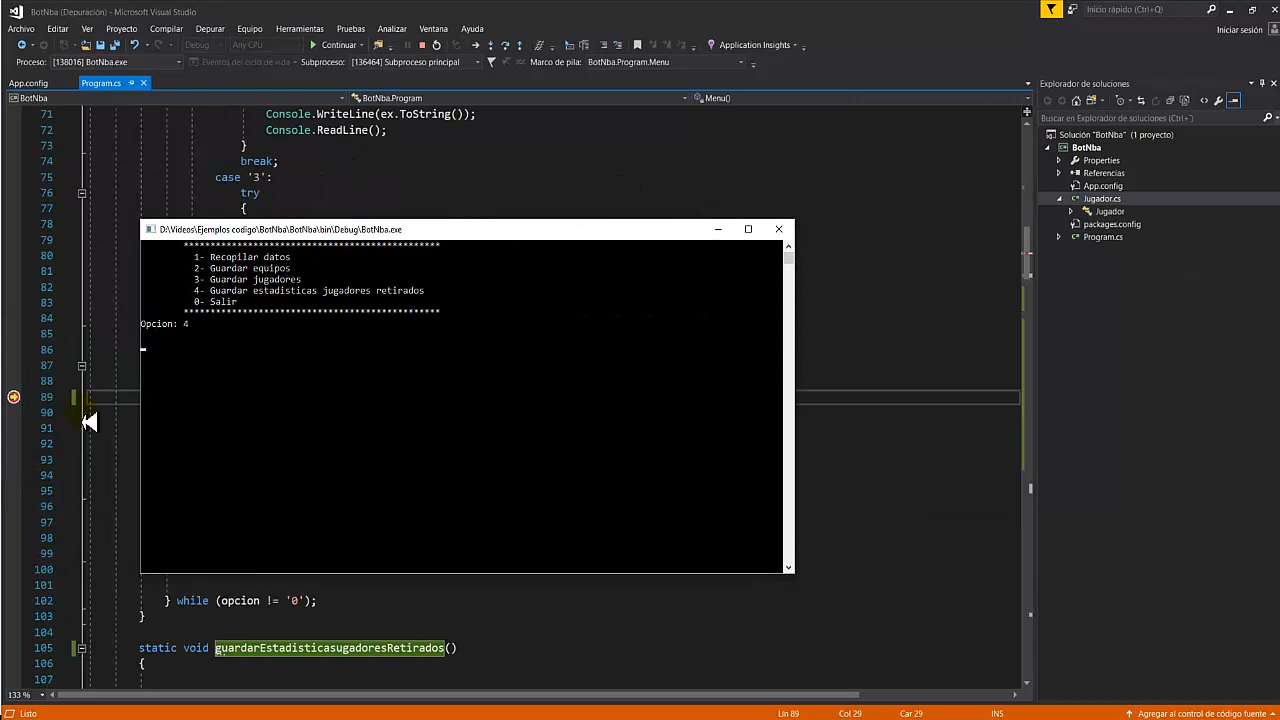 BotNba (Depuración) - Microsoft Visual Studio
Inicio rápido (Ctrl+Q)
Archivo Editar Ver Proyecto Compilar Depurar Equipo Herramientas Pruebas Analizar Ventana Ayuda
Iniciar sesión
Debug Any CPU Continuar Application Insights
Proceso: [138016] BotNba.exe Eventos del ciclo de vida Subproceso: [136464] Subproceso principal Marco de pila: BotNba.Program.Menu
App.config Program.cs
BotNba BotNba.Program Menu()
71 Console.WriteLine(ex.ToString());
72 Console.ReadLine();
73 }
74 break;
75 case '3':
76 try
77 {
78
79
80
81
82
83
84
85
86
87
88
89
90
91
92
93
94
95
96
97
98
99
100
101
102 } while (opcion != '0');
103 }
104
105 static void guardarEstadisticasugadoresRetirados()
106 {
107
D:\Videos\Ejemplos codigo\BotNba\BotNba\bin\Debug\BotNba.exe
************************************************
1- Recopilar datos
2- Guardar equipos
3- Guardar jugadores
4- Guardar estadisticas jugadores retirados
0- Salir
************************************************
Opcion: 4
Explorador de soluciones
Buscar en Explorador de soluciones (Ctrl+')
Solución "BotNba" (1 proyecto)
BotNba
Properties
Referencias
App.config
Jugador.cs
Jugador
packages.config
Program.cs
133 %
Listo Lín 89 Col 29 Car 29 INS Agregar al control de código fuente